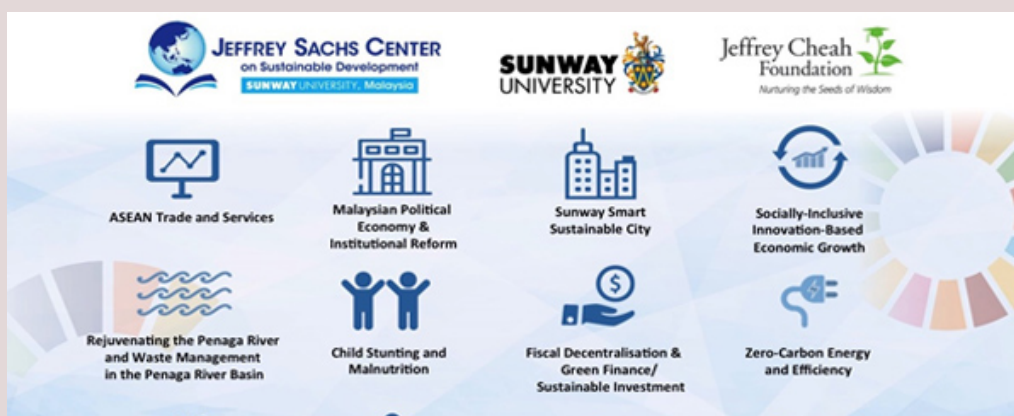 JEFFREY SACHS CENTER
on Sustainable Development
SUNWAY UNIVERSITY, Malaysia
SUNWAY
UNIVERSITY
Jeffrey Cheah
Foundation
Nurturing the Seeds of Wisdom
ASEAN Trade and Services
Malaysian Political
Economy &
Institutional Reform
Sunway Smart
Sustainable City
Socially-Inclusive
Innovation-Based
Economic Growth
Rejuvenating the Penaga River
and Waste Management
in the Penaga River Basin
Child Stunting and
Malnutrition
Fiscal Decentralisation &
Green Finance/
Sustainable Investment
Zero-Carbon Energy
and Efficiency